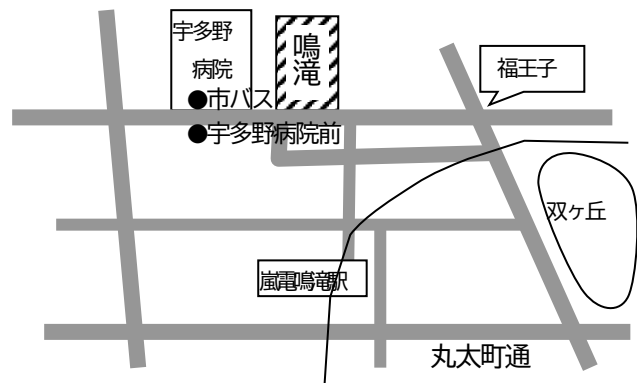 宇多野
病院
鳴滝
福王子
●市バス
●宇多野病院前
双ヶ丘
嵐電鳴滝駅
丸太町通